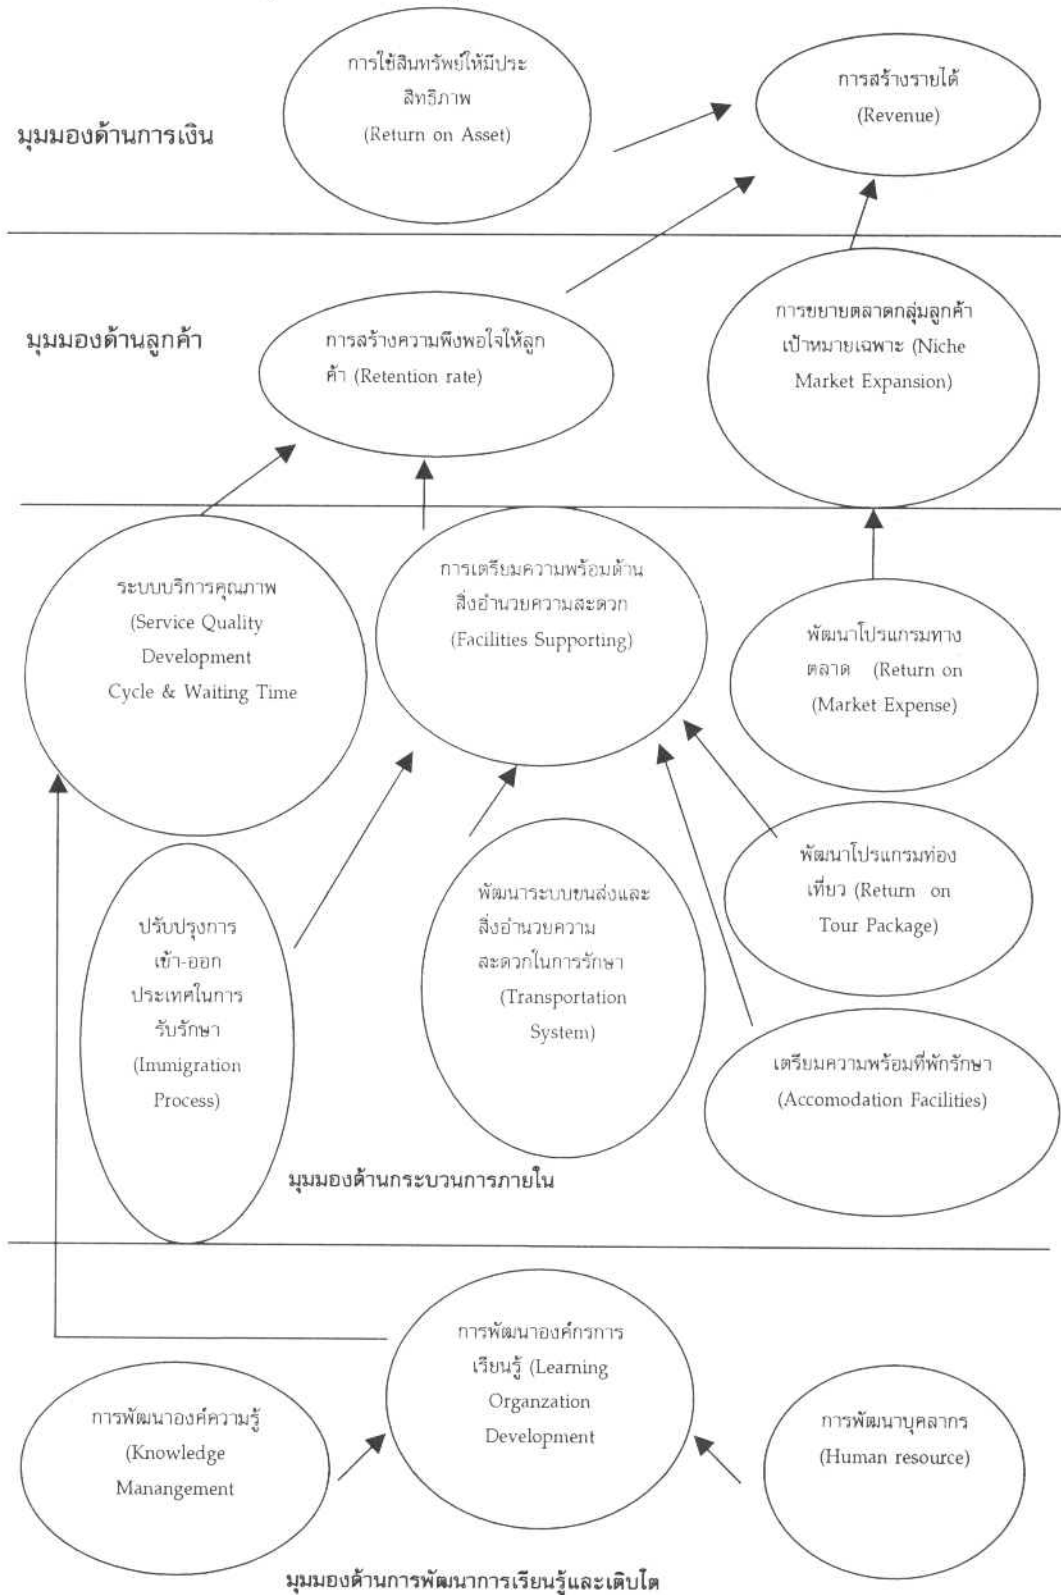 การใช้สินทรัพย์ให้มีประ
สิทธิภาพ
(Return on Asset)
การสร้างรายได้
(Revenue)
มุมมองด้านการเงิน
มุมมองด้านลูกค้า
การสร้างความพึงพอใจให้ลูก
ค้า (Retention rate)
การขยายตลาดกลุ่มลูกค้า
เป้าหมายเฉพาะ (Niche
Market Expansion)
ระบบบริการคุณภาพ
(Service Quality
Development
Cycle & Waiting Time
การเตรียมความพร้อมด้าน
สิ่งอำนวยความสะดวก
(Facilities Supporting)
พัฒนาโปรแกรมทาง
ตลาด (Return on
(Market Expense)
ปรับปรุงการ
เข้า-ออก
ประเทศในการ
รับรักษา
(Immigration
Process)
พัฒนาระบบขนส่งและ
สิ่งอำนวยความ
สะดวกในการรักษา
(Transportation
System)
พัฒนาโปรแกรมท่อง
เที่ยว (Return on
Tour Package)
เตรียมความพร้อมที่พักรักษา
(Accomodation Facilities)
มุมมองด้านกระบวนการภายใน
การพัฒนาองค์กรการ
เรียนรู้ (Learning
Organzation
Development
การพัฒนาองค์ความรู้
(Knowledge
Manangement
การพัฒนาบุคลากร
(Human resource)
มุมมองด้านการพัฒนาการเรียนรู้และเติบโต